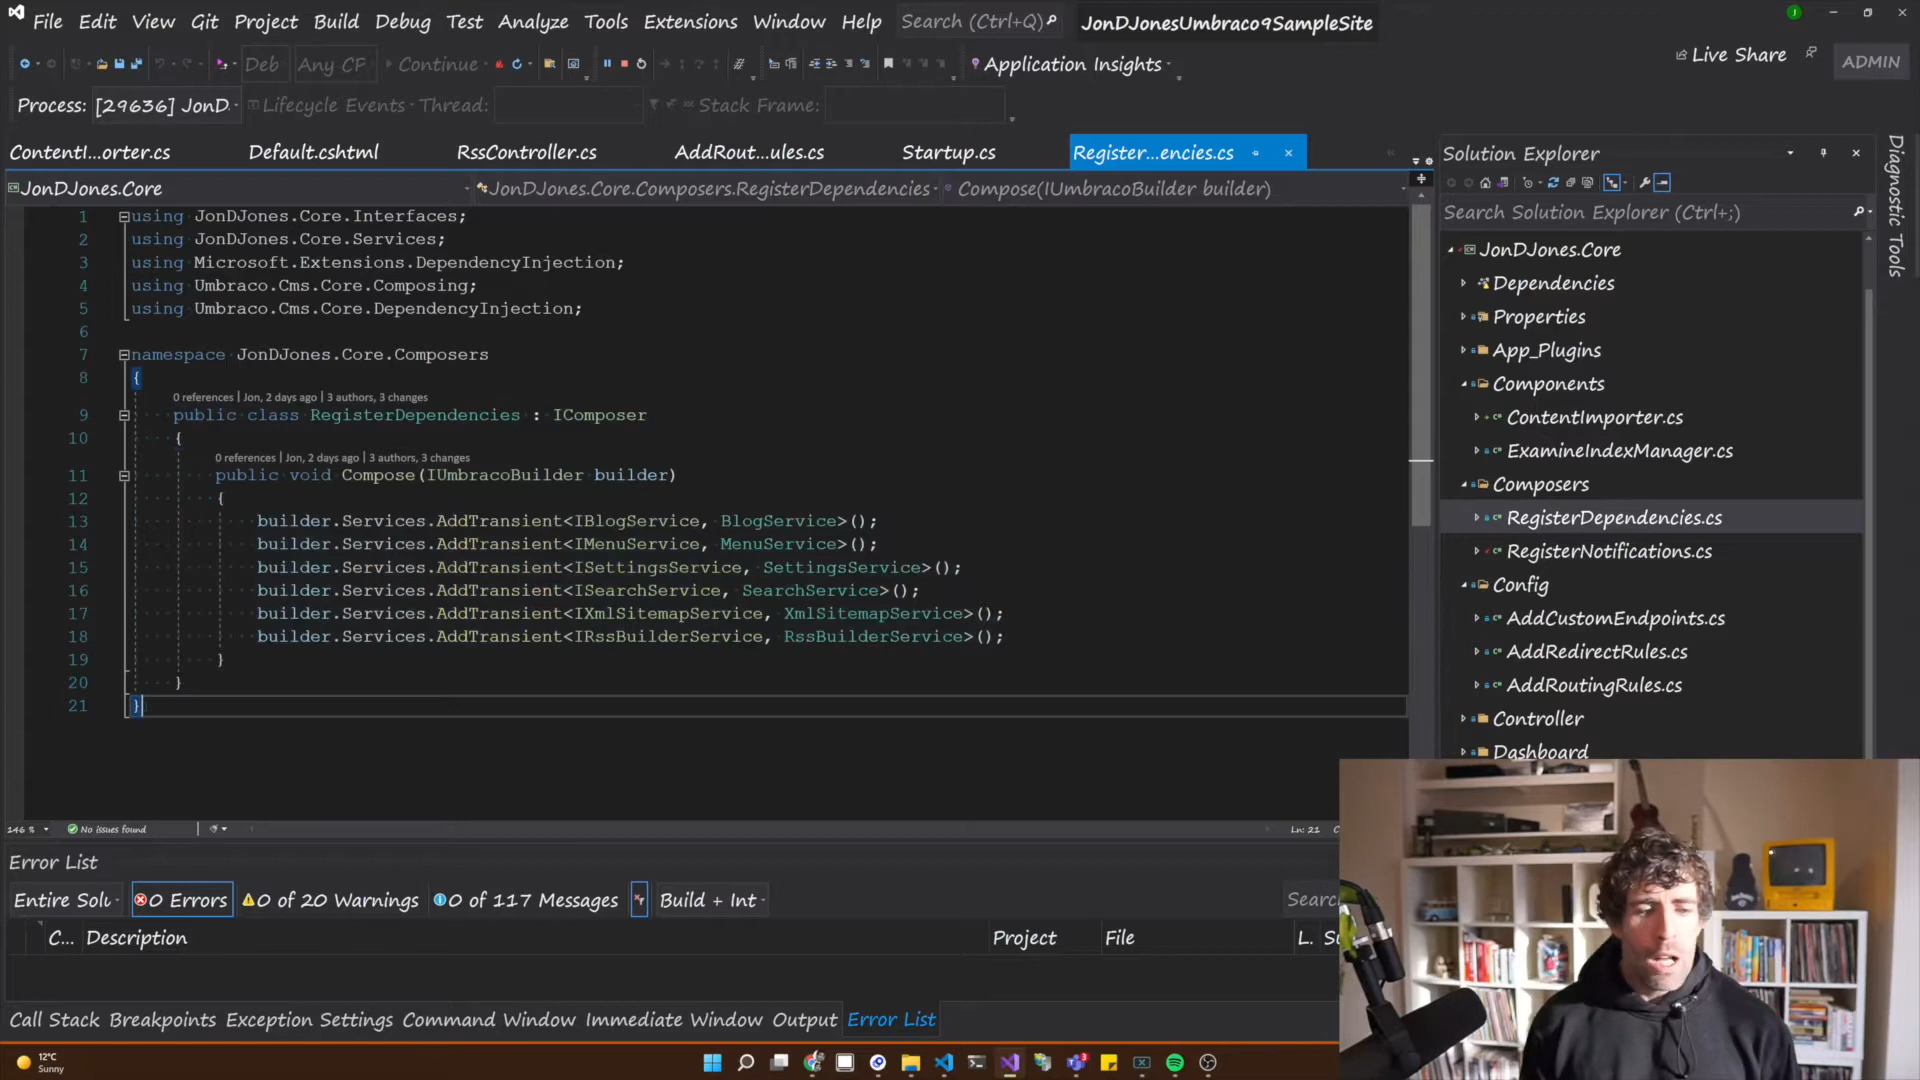 File Edit View Git Project Build Debug Test Analyze Tools Extensions Window Help Search (Ctrl+Q) JonDJonesUmbraco9SampleSite
Deb Any CF Continue Application Insights Live Share ADMIN
Process: [29636] JonD. Lifecycle Events Thread: Stack Frame:
ContentI...orter.cs Default.cshtml RssController.cs AddRout...ules.cs Startup.cs Register...encies.cs
JonDJones.Core JonDJones.Core.Composers.RegisterDependencies Compose(IUmbracoBuilder builder)
1 using JonDJones.Core.Interfaces;
2 using JonDJones.Core.Services;
3 using Microsoft.Extensions.DependencyInjection;
4 using Umbraco.Cms.Core.Composing;
5 using Umbraco.Cms.Core.DependencyInjection;
6
7 namespace JonDJones.Core.Composers
8 {
0 references | Jon, 2 days ago | 3 authors, 3 changes
9 public class RegisterDependencies : IComposer
10 {
0 references | Jon, 2 days ago | 3 authors, 3 changes
11 public void Compose(IUmbracoBuilder builder)
12 {
13 builder.Services.AddTransient<IBlogService, BlogService>();
14 builder.Services.AddTransient<IMenuService, MenuService>();
15 builder.Services.AddTransient<ISettingsService, SettingsService>();
16 builder.Services.AddTransient<ISearchService, SearchService>();
17 builder.Services.AddTransient<IXmlSitemapService, XmlSitemapService>();
18 builder.Services.AddTransient<IRssBuilderService, RssBuilderService>();
19 }
20 }
21 }
146 % No issues found Ln: 21
Solution Explorer
Search Solution Explorer (Ctrl+;)
JonDJones.Core
Dependencies
Properties
App_Plugins
Components
ContentImporter.cs
ExamineIndexManager.cs
Composers
RegisterDependencies.cs
RegisterNotifications.cs
Config
AddCustomEndpoints.cs
AddRedirectRules.cs
AddRoutingRules.cs
Controller
Dashboard
Diagnostic Tools
Error List
Entire Solu 0 Errors 0 of 20 Warnings 0 of 117 Messages Build + Int Searc
C... Description Project File L. Su
Call Stack Breakpoints Exception Settings Command Window Immediate Window Output Error List
12°C
Sunny